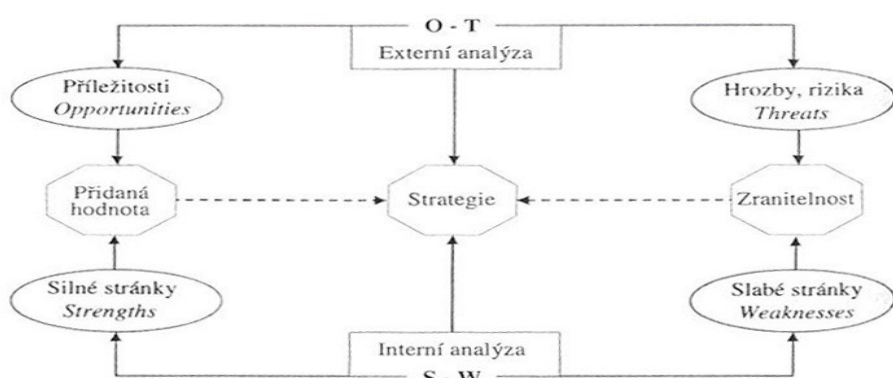 O - T
Externí analýza
Příležitosti
Opportunities
Hrozby, rizika
Threats
Přidaná
hodnota
Strategie
Zranitelnost
Silné stránky
Strengths
Slabé stránky
Weaknesses
Interní analýza
S - W